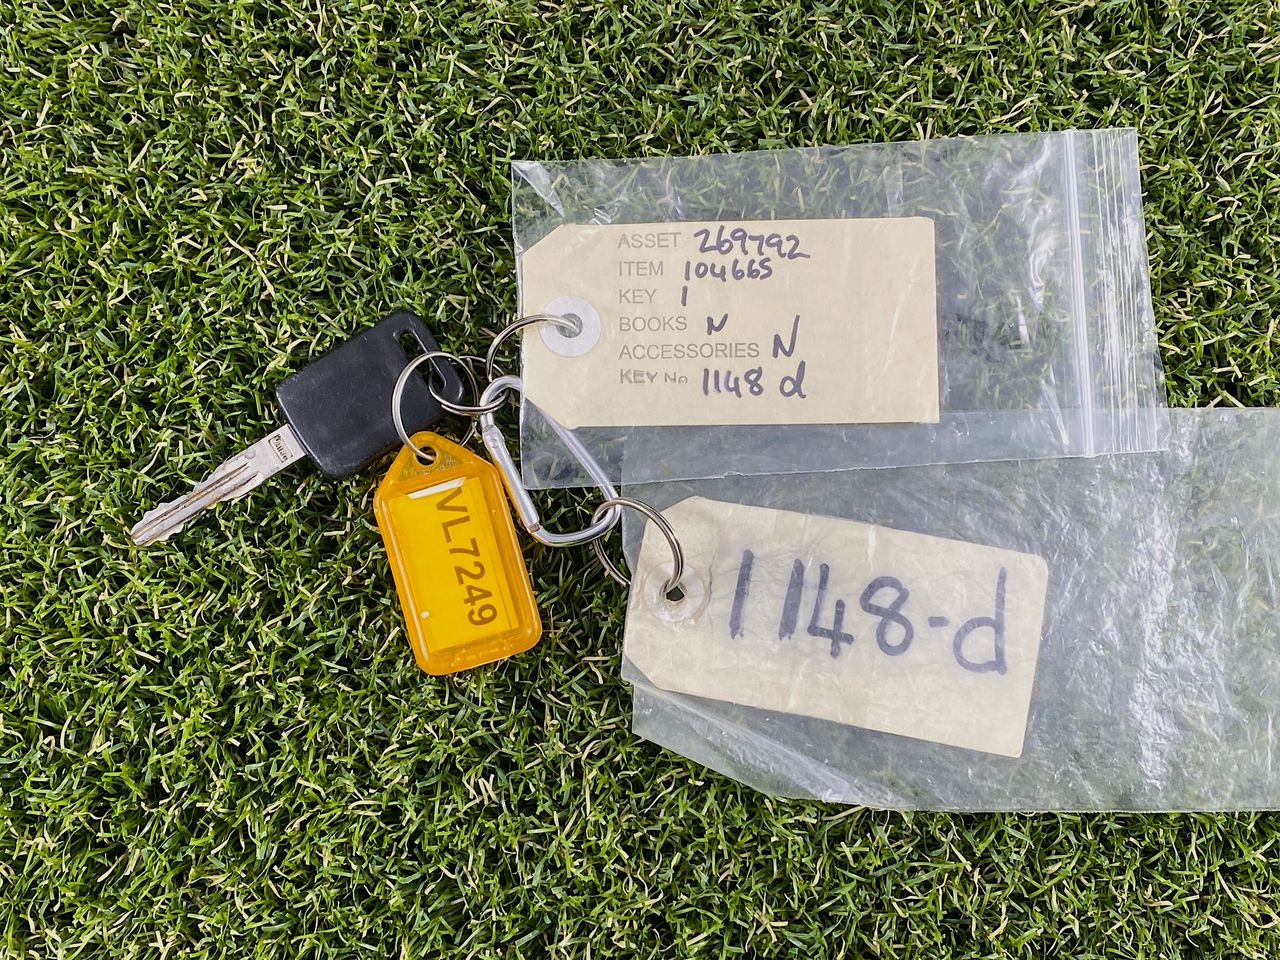 ASSET 269792
ITEM 104665
KEY 1
BOOKS N
ACCESSORIES N
KEY No 1148 d
VL7249
1148-d